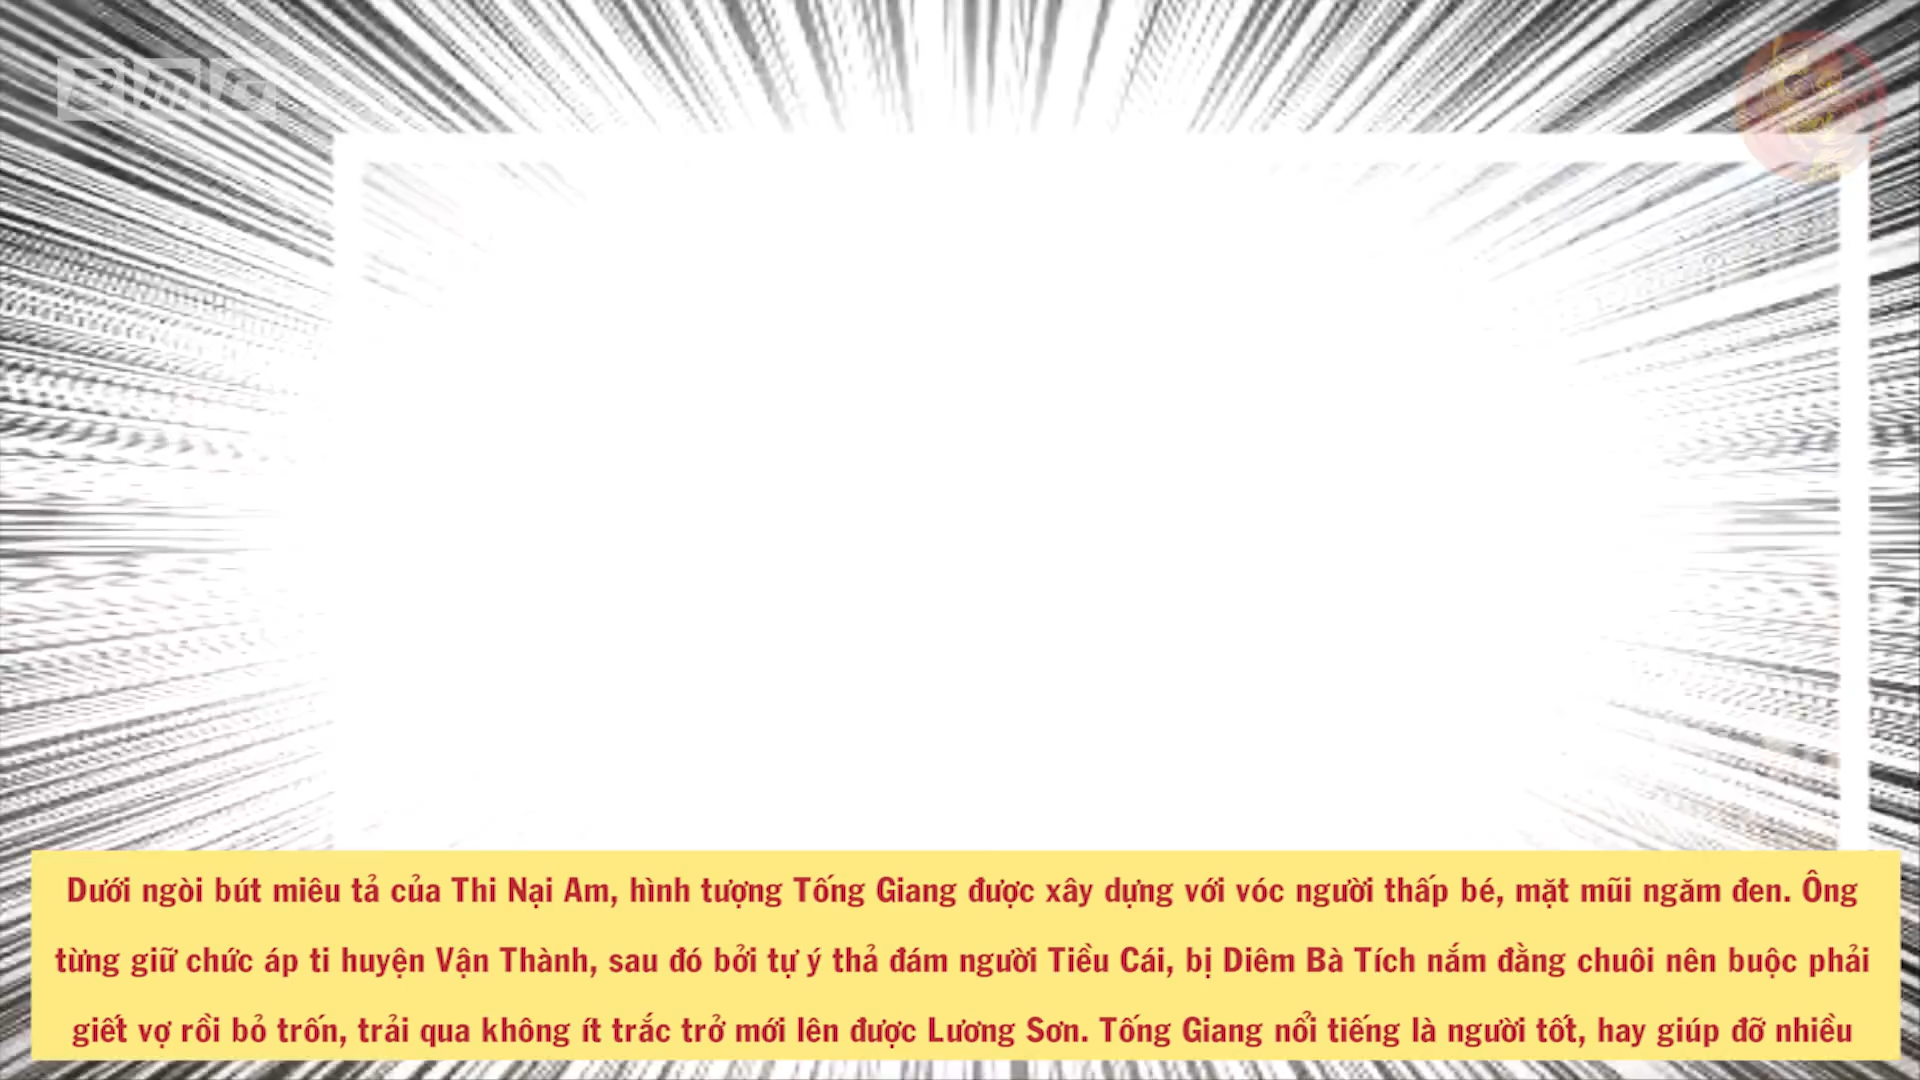 Dưới ngòi bút miêu tả của Thi Nại Am, hình tượng Tống Giang được xây dựng với vóc người thấp bé, mặt mũi ngăm đen. Ông
từng giữ chức áp ti huyện Vận Thành, sau đó bởi tự ý thả đám người Tiều Cái, bị Diêm Bà Tích nắm đằng chuôi nên buộc phải
giết vợ rồi bỏ trốn, trải qua không ít trắc trở mới lên được Lương Sơn. Tống Giang nổi tiếng là người tốt, hay giúp đỡ nhiều